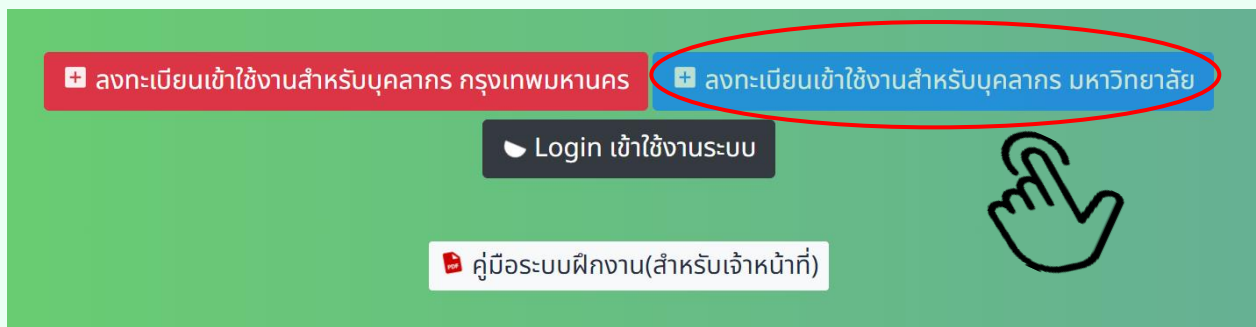 ลงทะเบียนเข้าใช้งานสำหรับบุคลากร กรุงเทพมหานคร
ลงทะเบียนเข้าใช้งานสำหรับบุคลากร มหาวิทยาลัย
Login เข้าใช้งานระบบ
PDF คู่มือระบบฝึกงาน(สำหรับเจ้าหน้าที่)